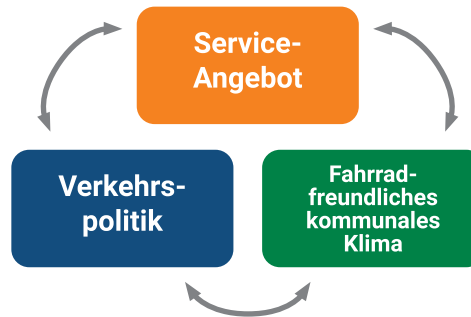 Service-
Angebot
Verkehrs-
politik
Fahrrad-
freundliches
kommunales
Klima